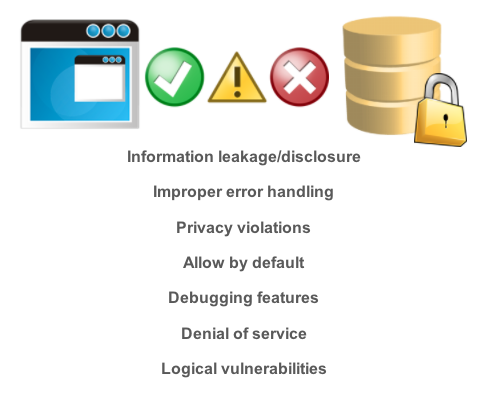 Information leakage/disclosure
Improper error handling
Privacy violations
Allow by default
Debugging features
Denial of service
Logical vulnerabilities